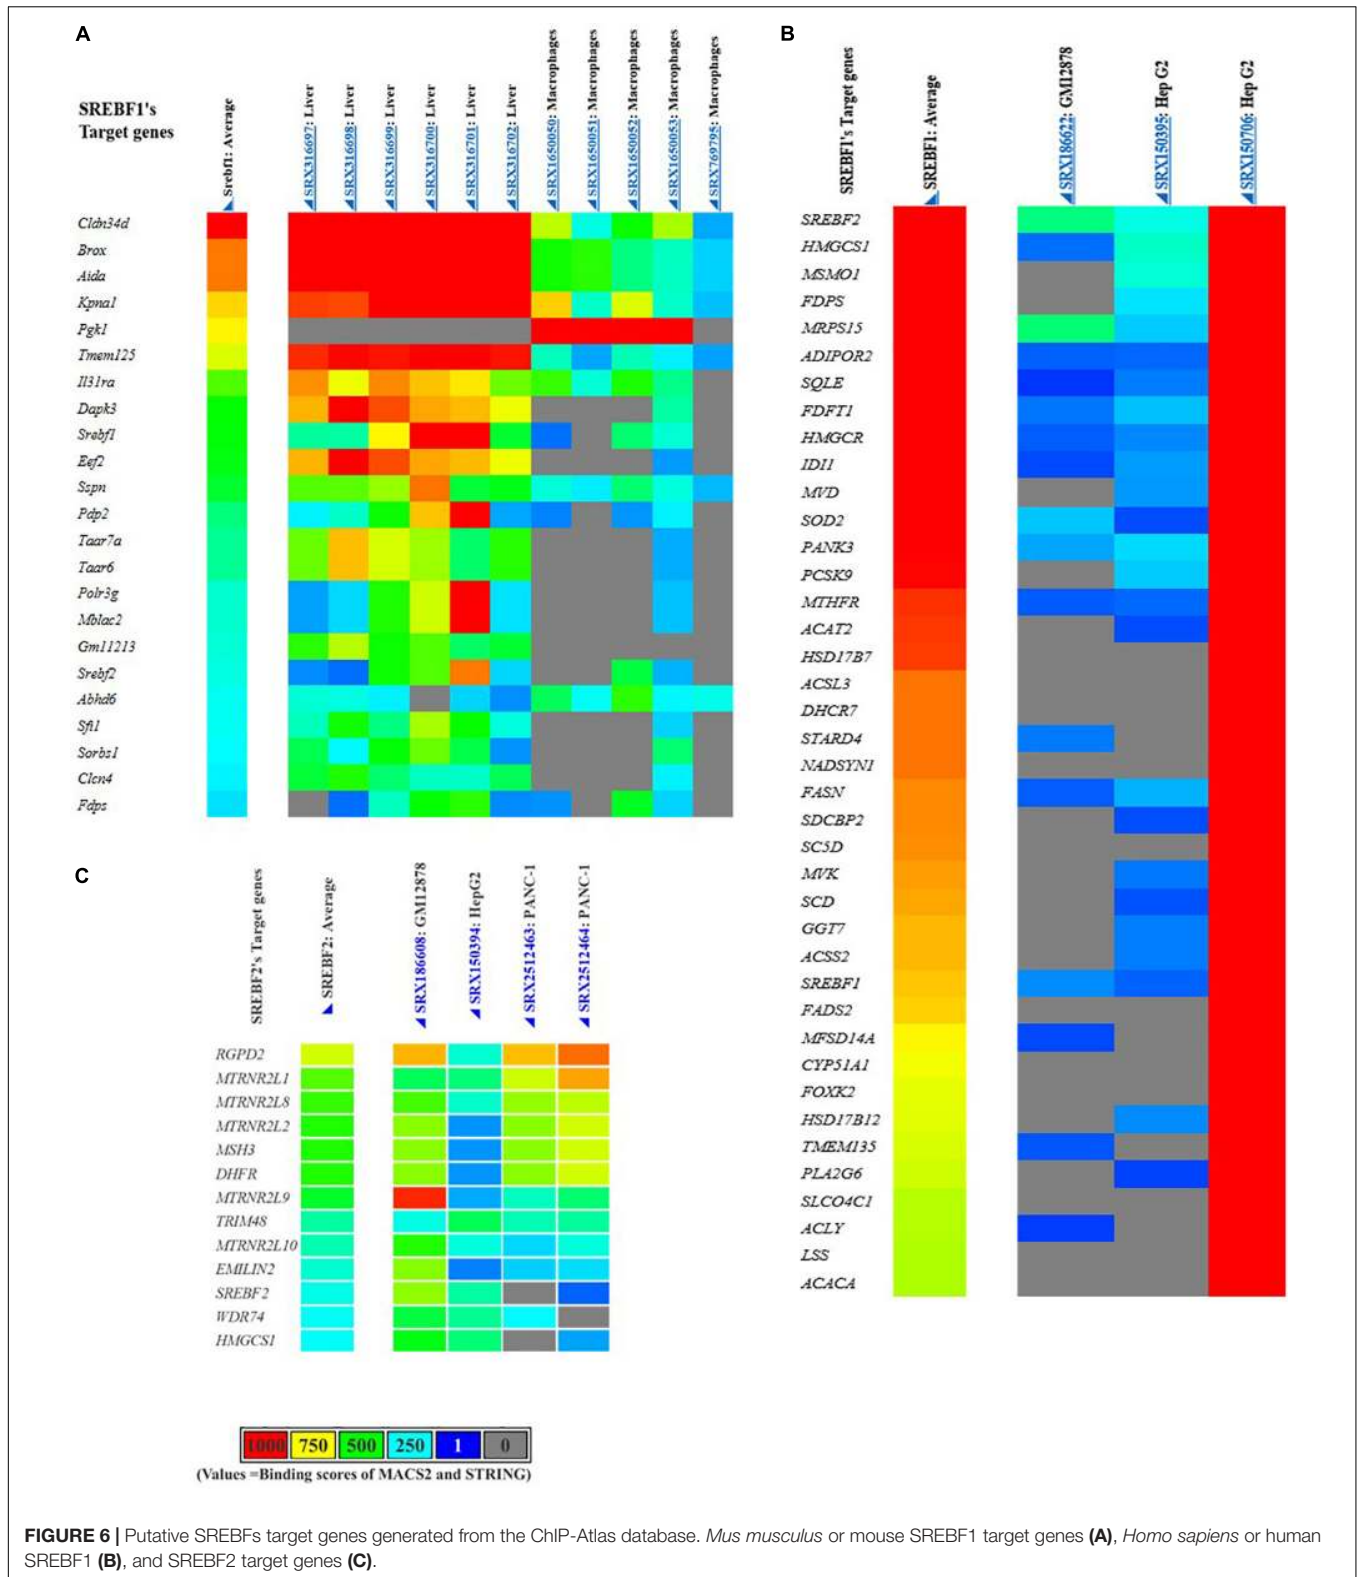 A
SREBF1's
Target genes
Srebf1: Average
SRX316697: Liver
SRX316698: Liver
SRX316699: Liver
SRX316700: Liver
SRX316701: Liver
SRX316702: Liver
SRX1650050: Macrophages
SRX1650051: Macrophages
SRX1650052: Macrophages
SRX1650053: Macrophages
SRX769795: Macrophages
Cldn34d
Brox
Aida
Kpna1
Pgk1
Tmem125
Il31ra
Dapk3
Srebf1
Eef2
Sspn
Pdp2
Taar7a
Taar6
Polr3g
Mblac2
Gm11213
Srebf2
Abhd6
Sft1
Sorbs1
Clcn4
Fdps
B
SREBF1's Target genes
SREBF1: Average
SRX186622: GM12878
SRX150395: Hep G2
SRX150706: Hep G2
SREBF2
HMGCS1
MSMO1
FDPS
MRPS15
ADIPOR2
SQLE
FDFT1
HMGCR
IDI1
MVD
SOD2
PANK3
PCSK9
MTHFR
ACAT2
HSD17B7
ACSL3
DHCR7
STARD4
NADSYN1
FASN
SDCBP2
SC5D
MVK
SCD
GGT7
ACSS2
SREBF1
FADS2
MFSD14A
CYP51A1
FOXK2
HSD17B12
TMEM135
PLA2G6
SLCO4C1
ACLY
LSS
ACACA
C
SREBF2's Target genes
SREBF2: Average
SRX186608: GM12878
SRX150394: HepG2
SRX2512463: PANC-1
SRX2512464: PANC-1
RGPD2
MTRNR2L1
MTRNR2L8
MTRNR2L2
MSH3
DHFR
MTRNR2L9
TRIM48
MTRNR2L10
EMILIN2
SREBF2
WDR74
HMGCS1
1000 750 500 250 1 0
(Values =Binding scores of MACS2 and STRING)
FIGURE 6 | Putative SREBFs target genes generated from the ChIP-Atlas database. Mus musculus or mouse SREBF1 target genes (A), Homo sapiens or human
SREBF1 (B), and SREBF2 target genes (C).